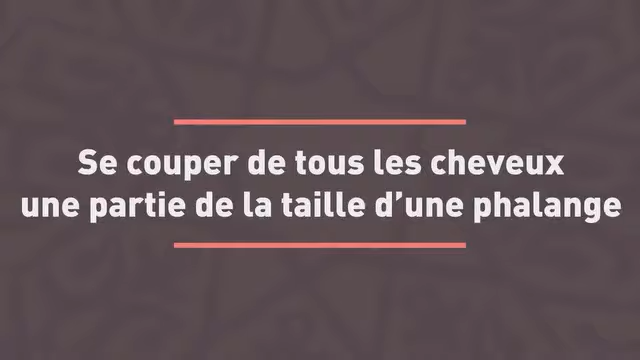 Se couper de tous les cheveux
une partie de la taille d’une phalange